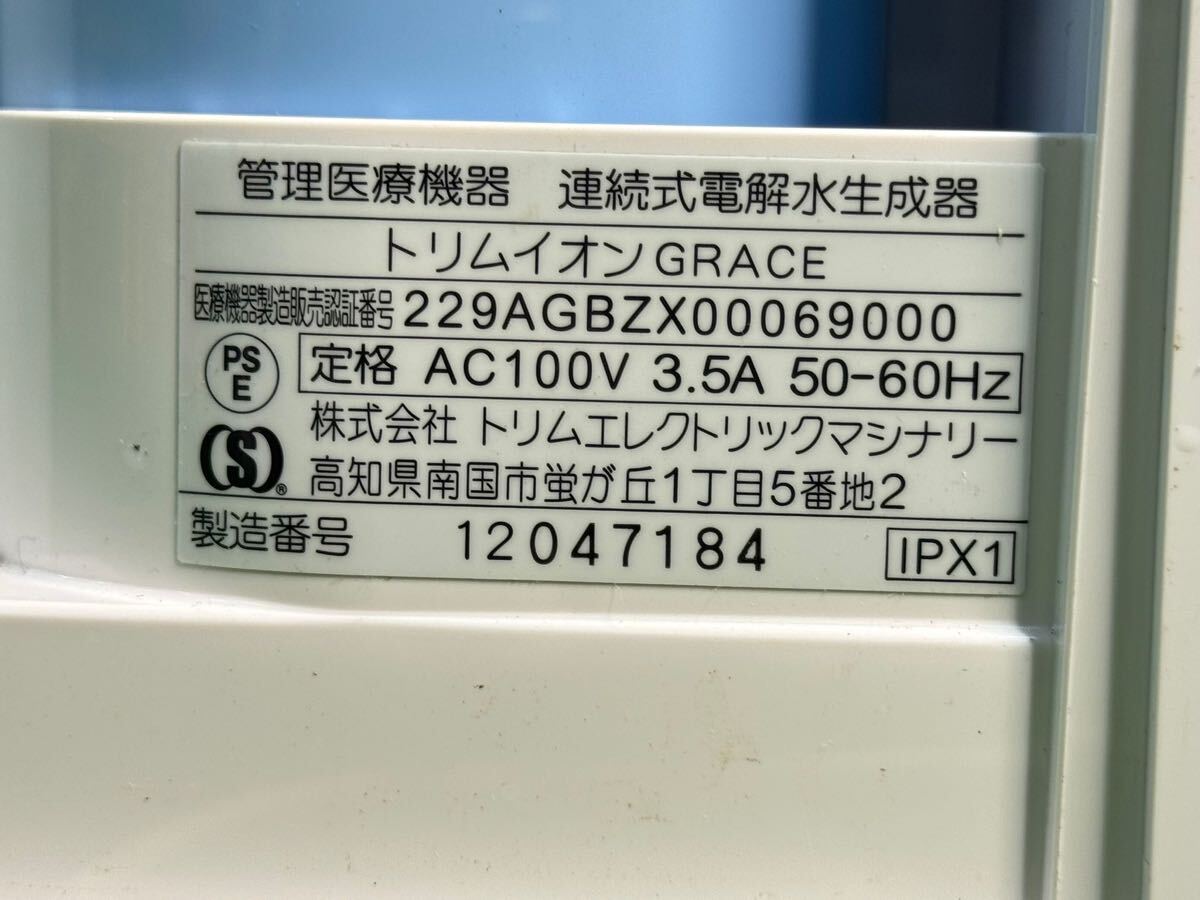 管理医療機器　連続式電解水生成器
トリムイオンGRACE
医療機器製造販売認証番号 229AGBZX00069000
PS
E
定格 AC100V 3.5A 50-60Hz
株式会社 トリムエレクトリックマシナリー
(S)®
高知県南国市蛍が丘1丁目5番地2
製造番号 12047184 IPX1